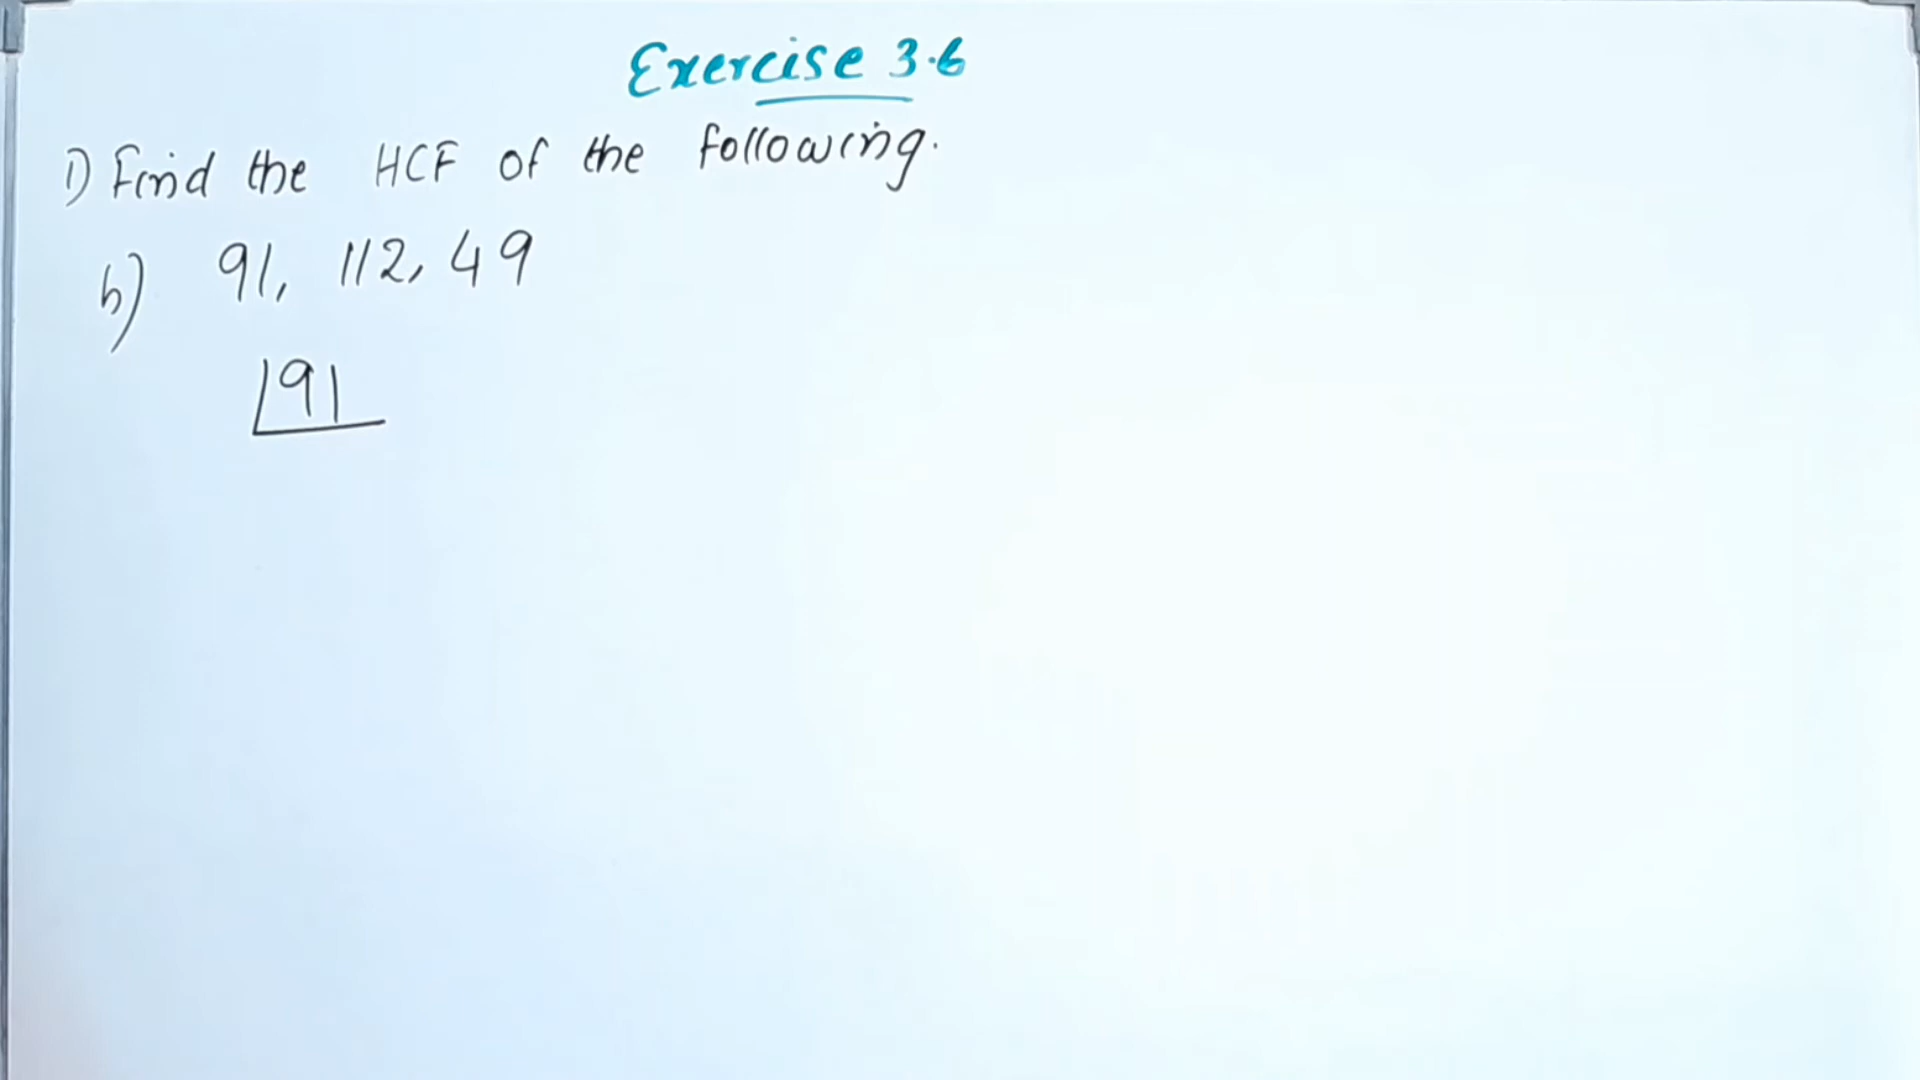 Exercise 3.6
1) Find the HCF of the following.
h) 91, 112, 49
91